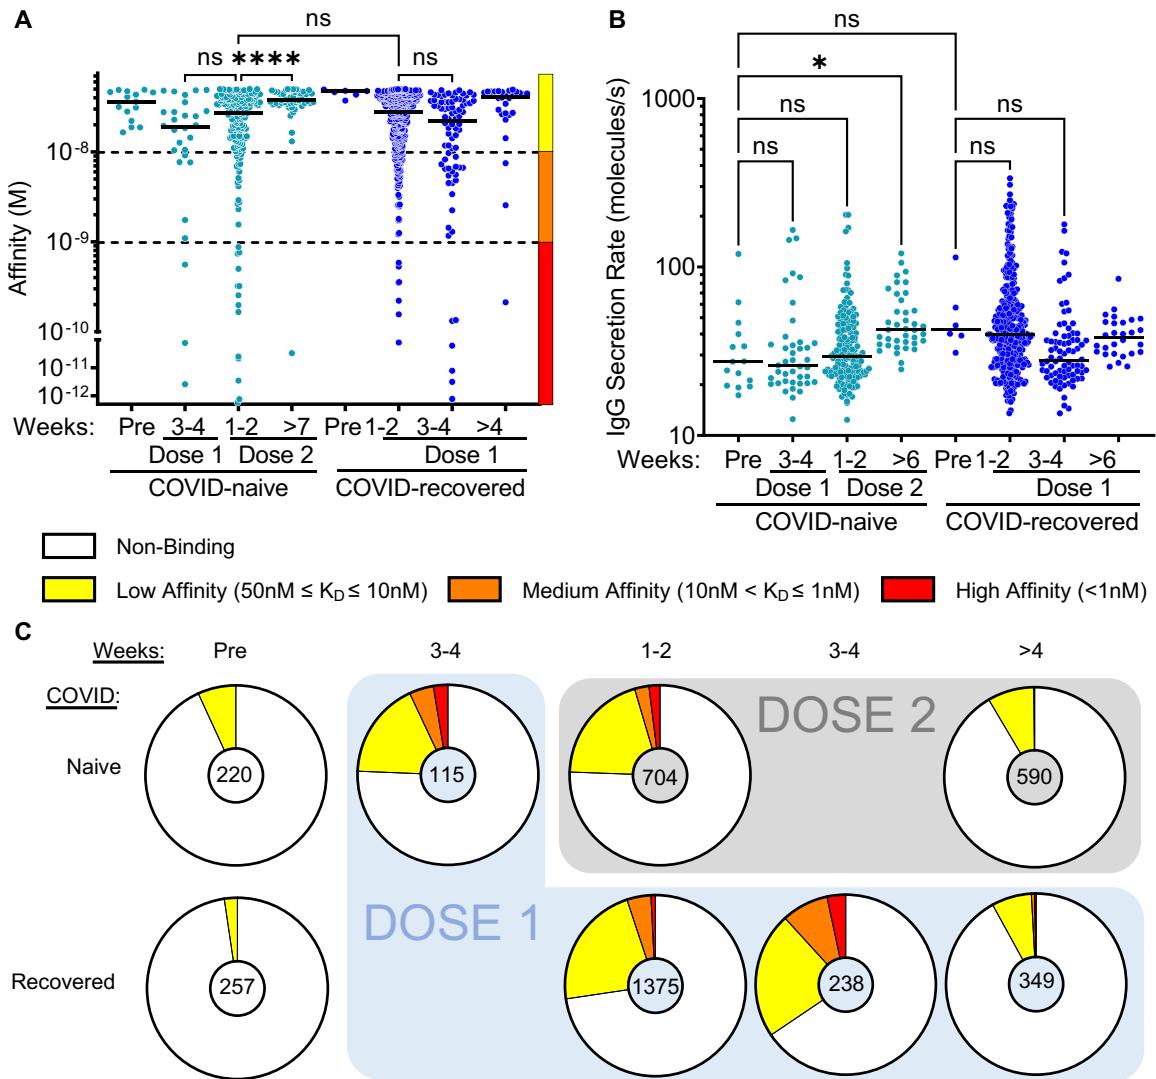 A
ns
ns
****
ns
Affinity (M)
10-8
10-9
10-10
10-11
10-12
Weeks: Pre 3-4 1-2 >7 Pre 1-2 3-4 >4
Dose 1 Dose 2 Dose 1
COVID-naive COVID-recovered
B
ns
*
ns
ns
ns
ns
IgG Secretion Rate (molecules/s)
1000
100
10
Weeks: Pre 3-4 1-2 >6 Pre 1-2 3-4 >6
Dose 1 Dose 2 Dose 1
COVID-naive COVID-recovered
Non-Binding
Low Affinity (50nM ≤ KD ≤ 10nM) Medium Affinity (10nM < KD ≤ 1nM) High Affinity (<1nM)
C
Weeks: Pre 3-4 1-2 3-4 >4
COVID:
DOSE 2
Naive 220 115 704 590
DOSE 1
Recovered 257 1375 238 349